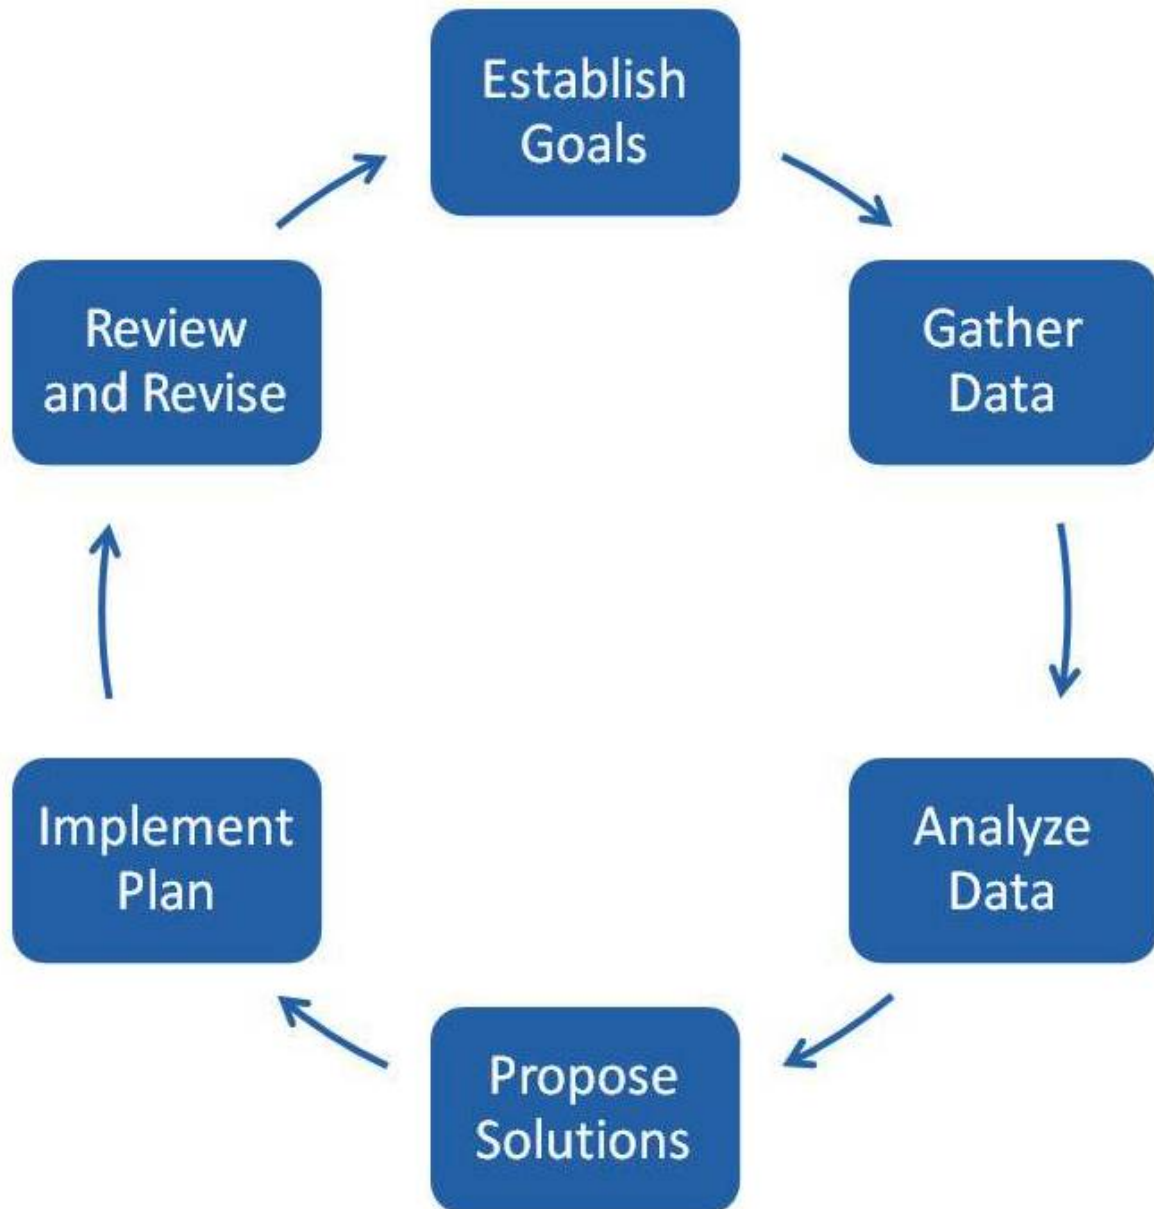 Establish
Goals
Gather
Data
Analyze
Data
Propose
Solutions
Implement
Plan
Review
and Revise